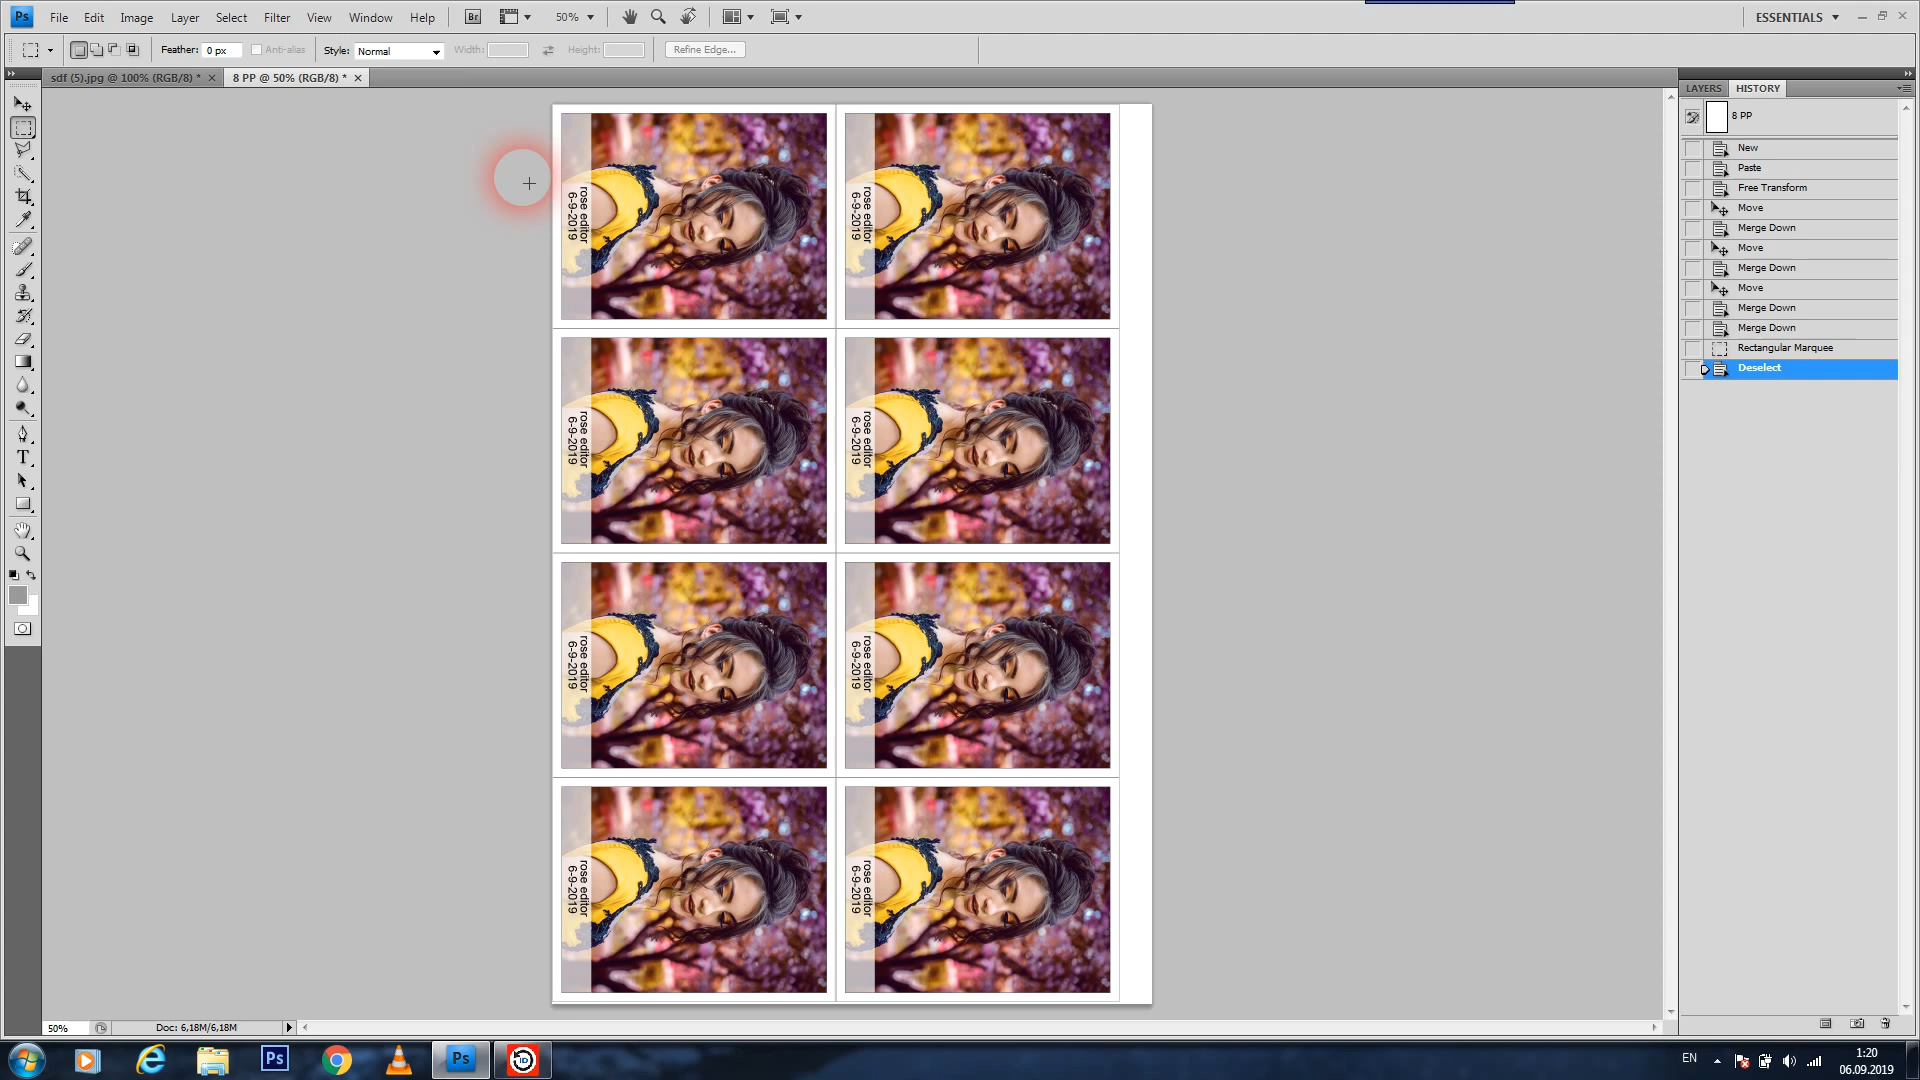 Ps File Edit Image Layer Select Filter View Window Help Br 50% ESSENTIALS
Feather: 0 px Anti-alias Style: Normal Width: Height: Refine Edge...
sdf (5).jpg @ 100% (RGB/8) * 8 PP @ 50% (RGB/8) *
LAYERS HISTORY
8 PP
New
Paste
Free Transform
Move
Merge Down
Move
Merge Down
Move
Merge Down
Merge Down
Rectangular Marquee
Deselect
T
rose editor
6-9-2019
rose editor
6-9-2019
rose editor
6-9-2019
rose editor
6-9-2019
rose editor
6-9-2019
rose editor
6-9-2019
rose editor
6-9-2019
rose editor
6-9-2019
50% Doc: 6,18M/6,18M
Ps Ps ID EN 1:20
06.09.2019